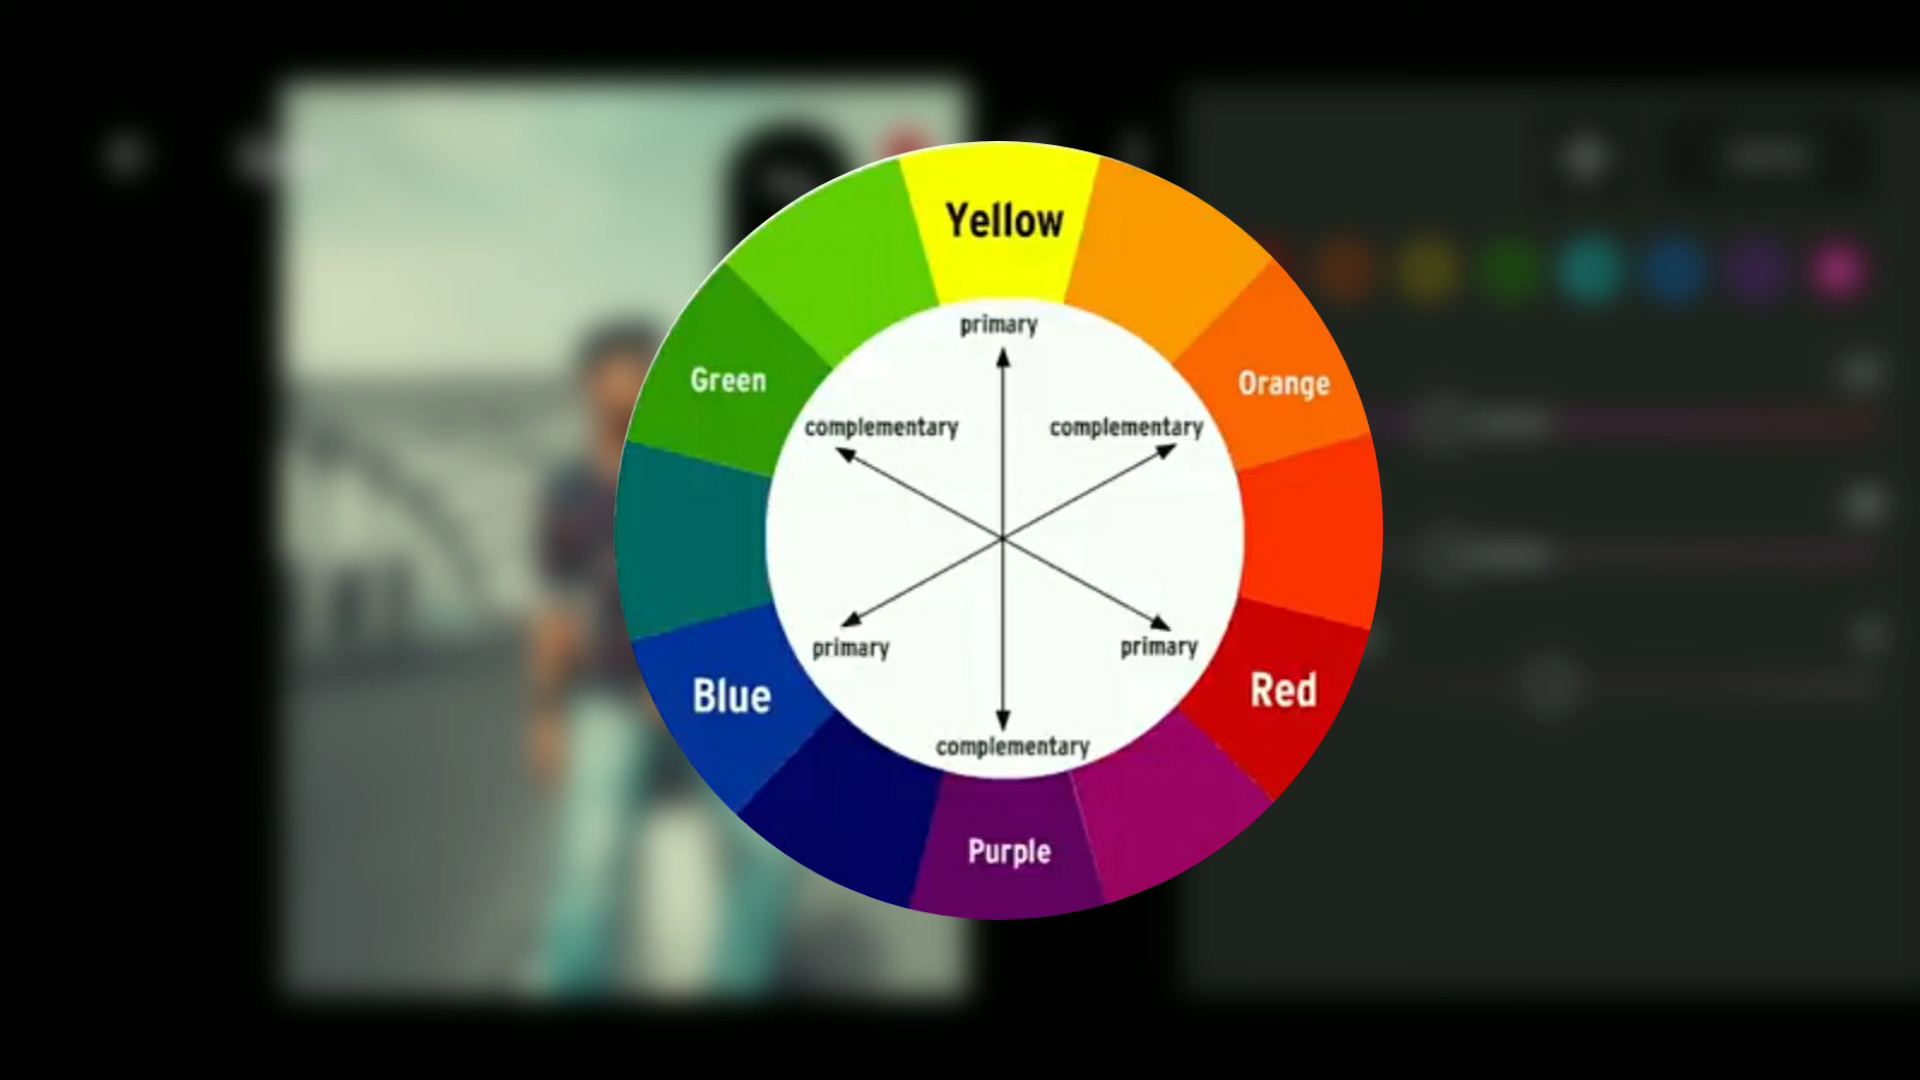 Yellow
primary
Green
Orange
complementary
complementary
primary
primary
Blue
Red
complementary
Purple